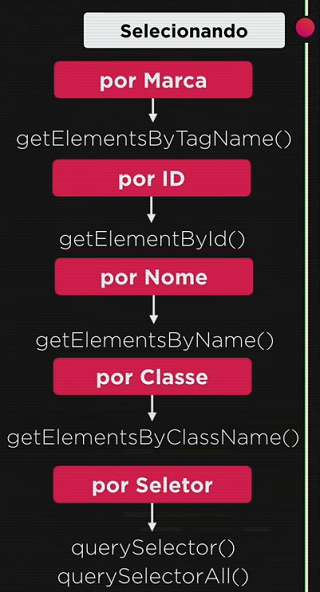 Selecionando
por Marca
getElementsByTagName()
por ID
getElementById()
por Nome
getElementsByName()
por Classe
getElementsByClassName()
por Seletor
querySelector()
querySelectorAll()